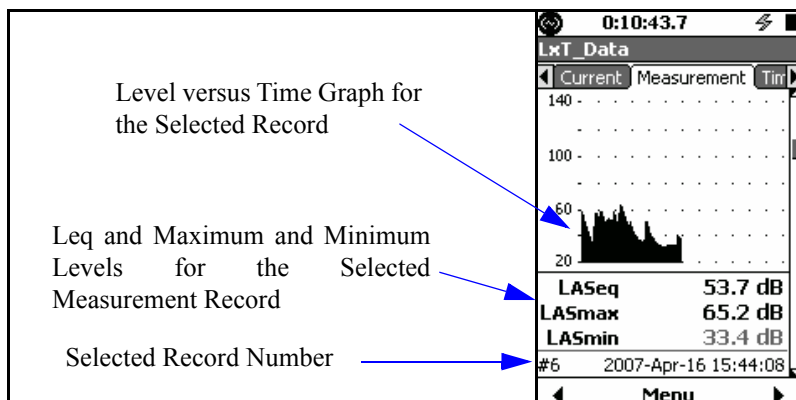 Level versus Time Graph for
the Selected Record
Leq and Maximum and Minimum
Levels for the Selected
Measurement Record
Selected Record Number
0:10:43.7
LxT_Data
Current Measurement Tim
140
100
60
20
LASeq 53.7 dB
LASmax 65.2 dB
LASmin 33.4 dB
#6 2007-Apr-16 15:44:08
Menu